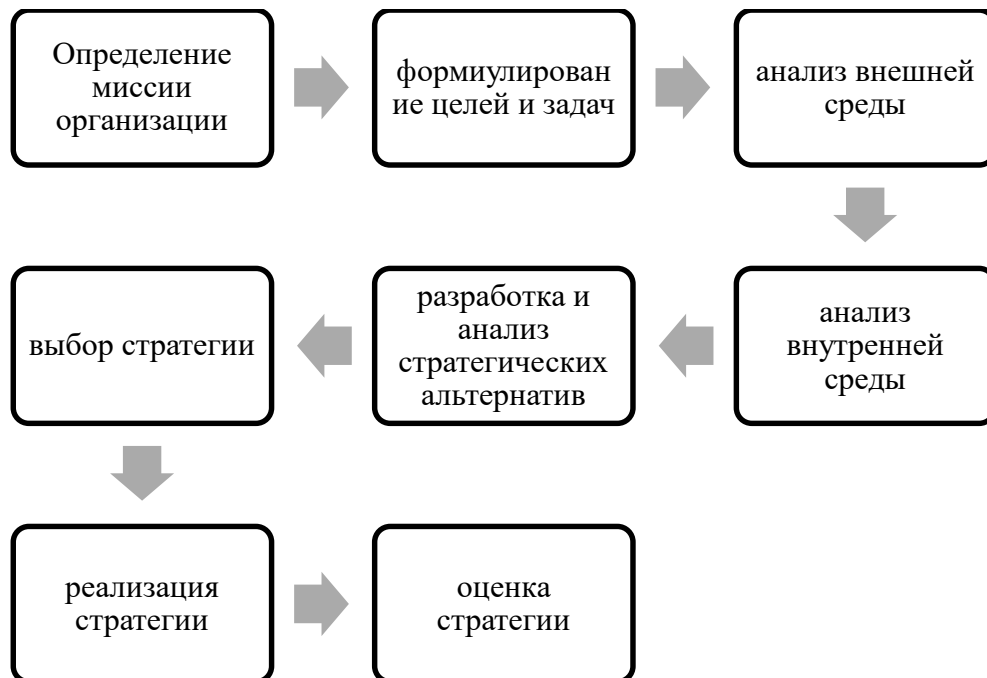 Определение
миссии
организации
формиулирован
ие целей и задач
анализ внешней
среды
анализ
внутренней
среды
разработка и
анализ
стратегических
альтернатив
выбор стратегии
реализация
стратегии
оценка
стратегии